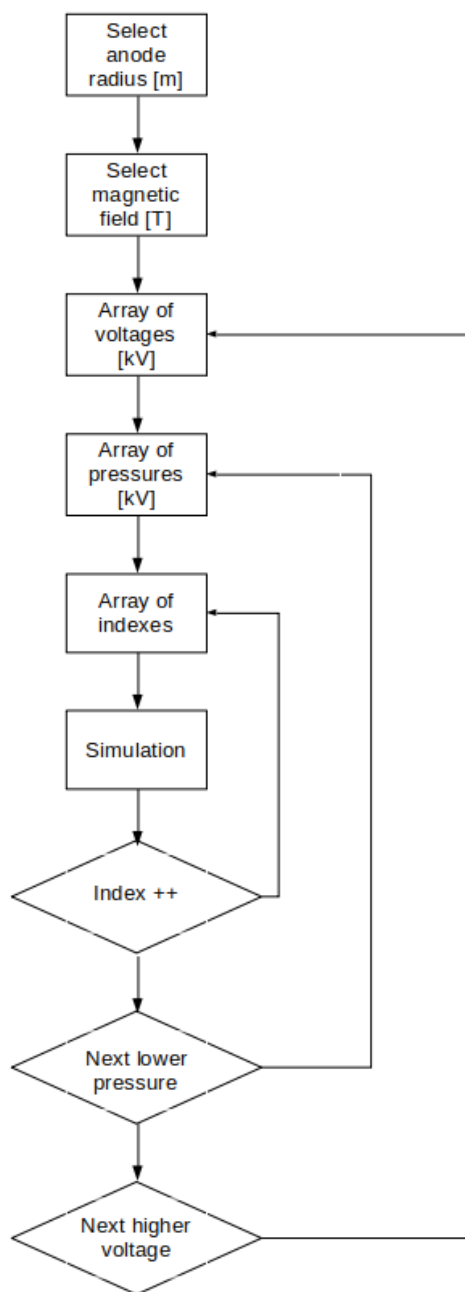 Select
anode
radius [m]
Select
magnetic
field [T]
Array of
voltages
[kV]
Array of
pressures
[kV]
Array of
indexes
Simulation
Index ++
Next lower
pressure
Next higher
voltage